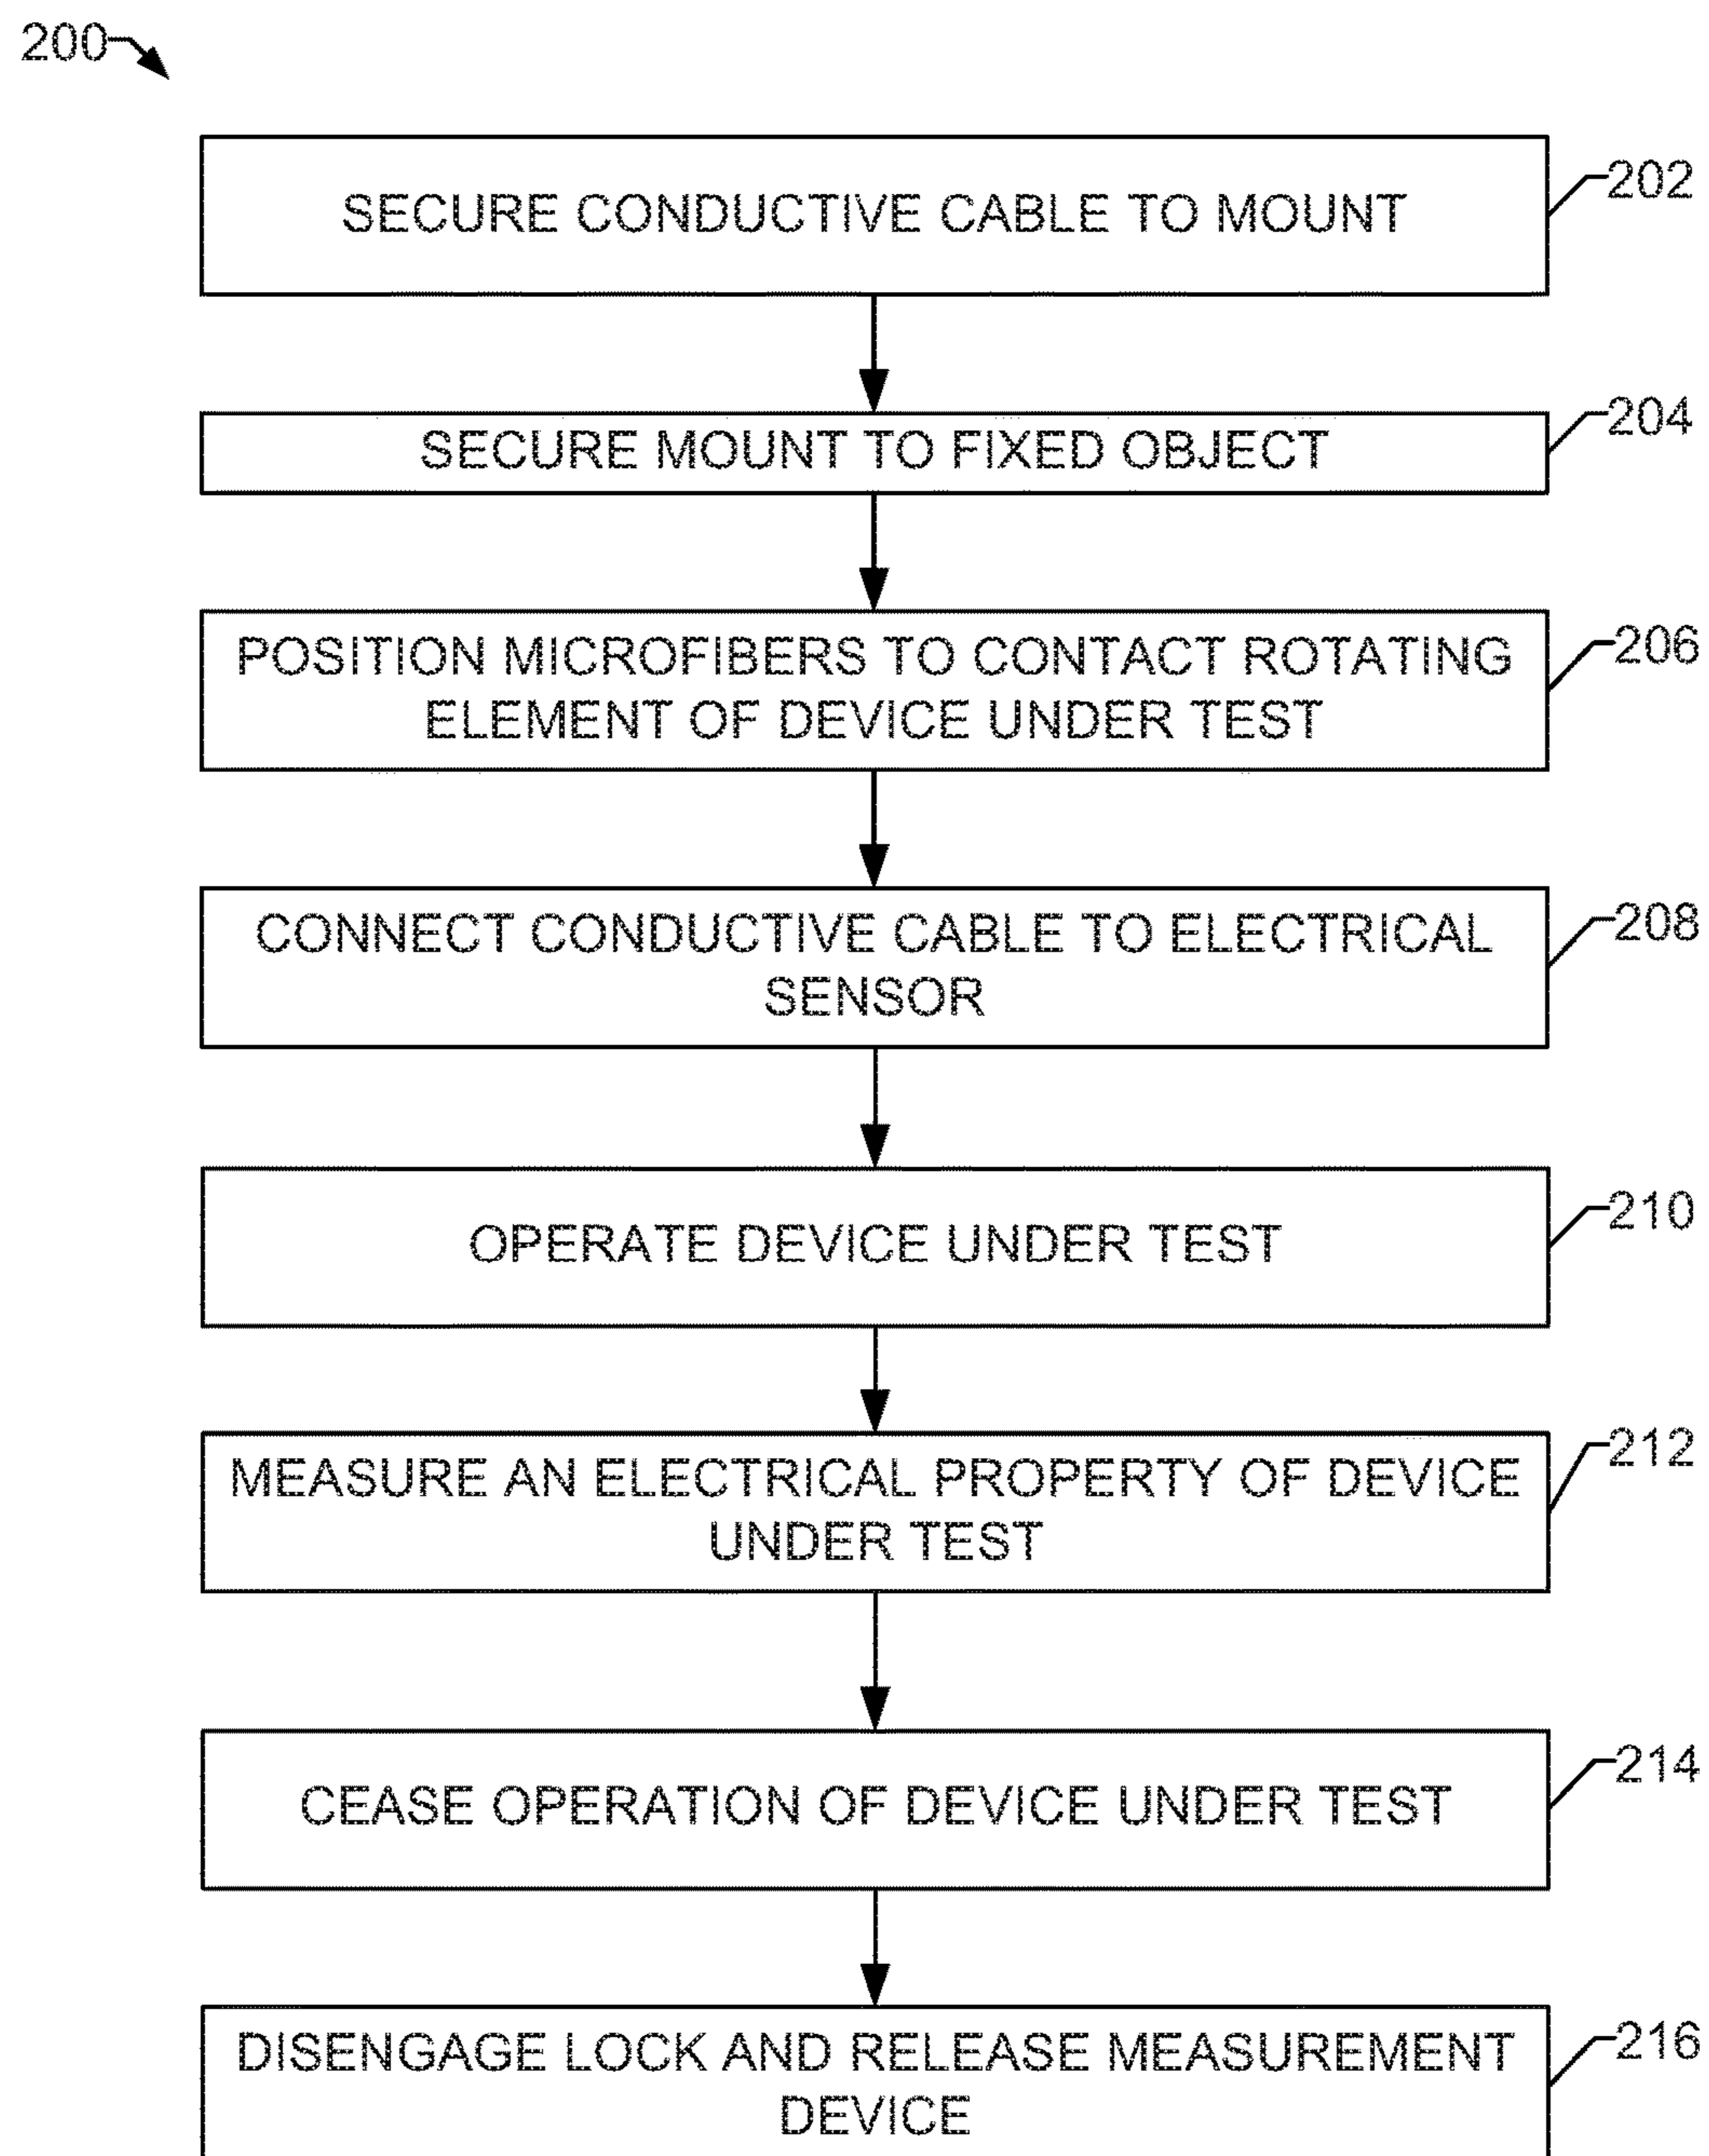 200
SECURE CONDUCTIVE CABLE TO MOUNT
202
SECURE MOUNT TO FIXED OBJECT
204
POSITION MICROFIBERS TO CONTACT ROTATING
ELEMENT OF DEVICE UNDER TEST
206
CONNECT CONDUCTIVE CABLE TO ELECTRICAL
SENSOR
208
OPERATE DEVICE UNDER TEST
210
MEASURE AN ELECTRICAL PROPERTY OF DEVICE
UNDER TEST
212
CEASE OPERATION OF DEVICE UNDER TEST
214
DISENGAGE LOCK AND RELEASE MEASUREMENT
DEVICE
216